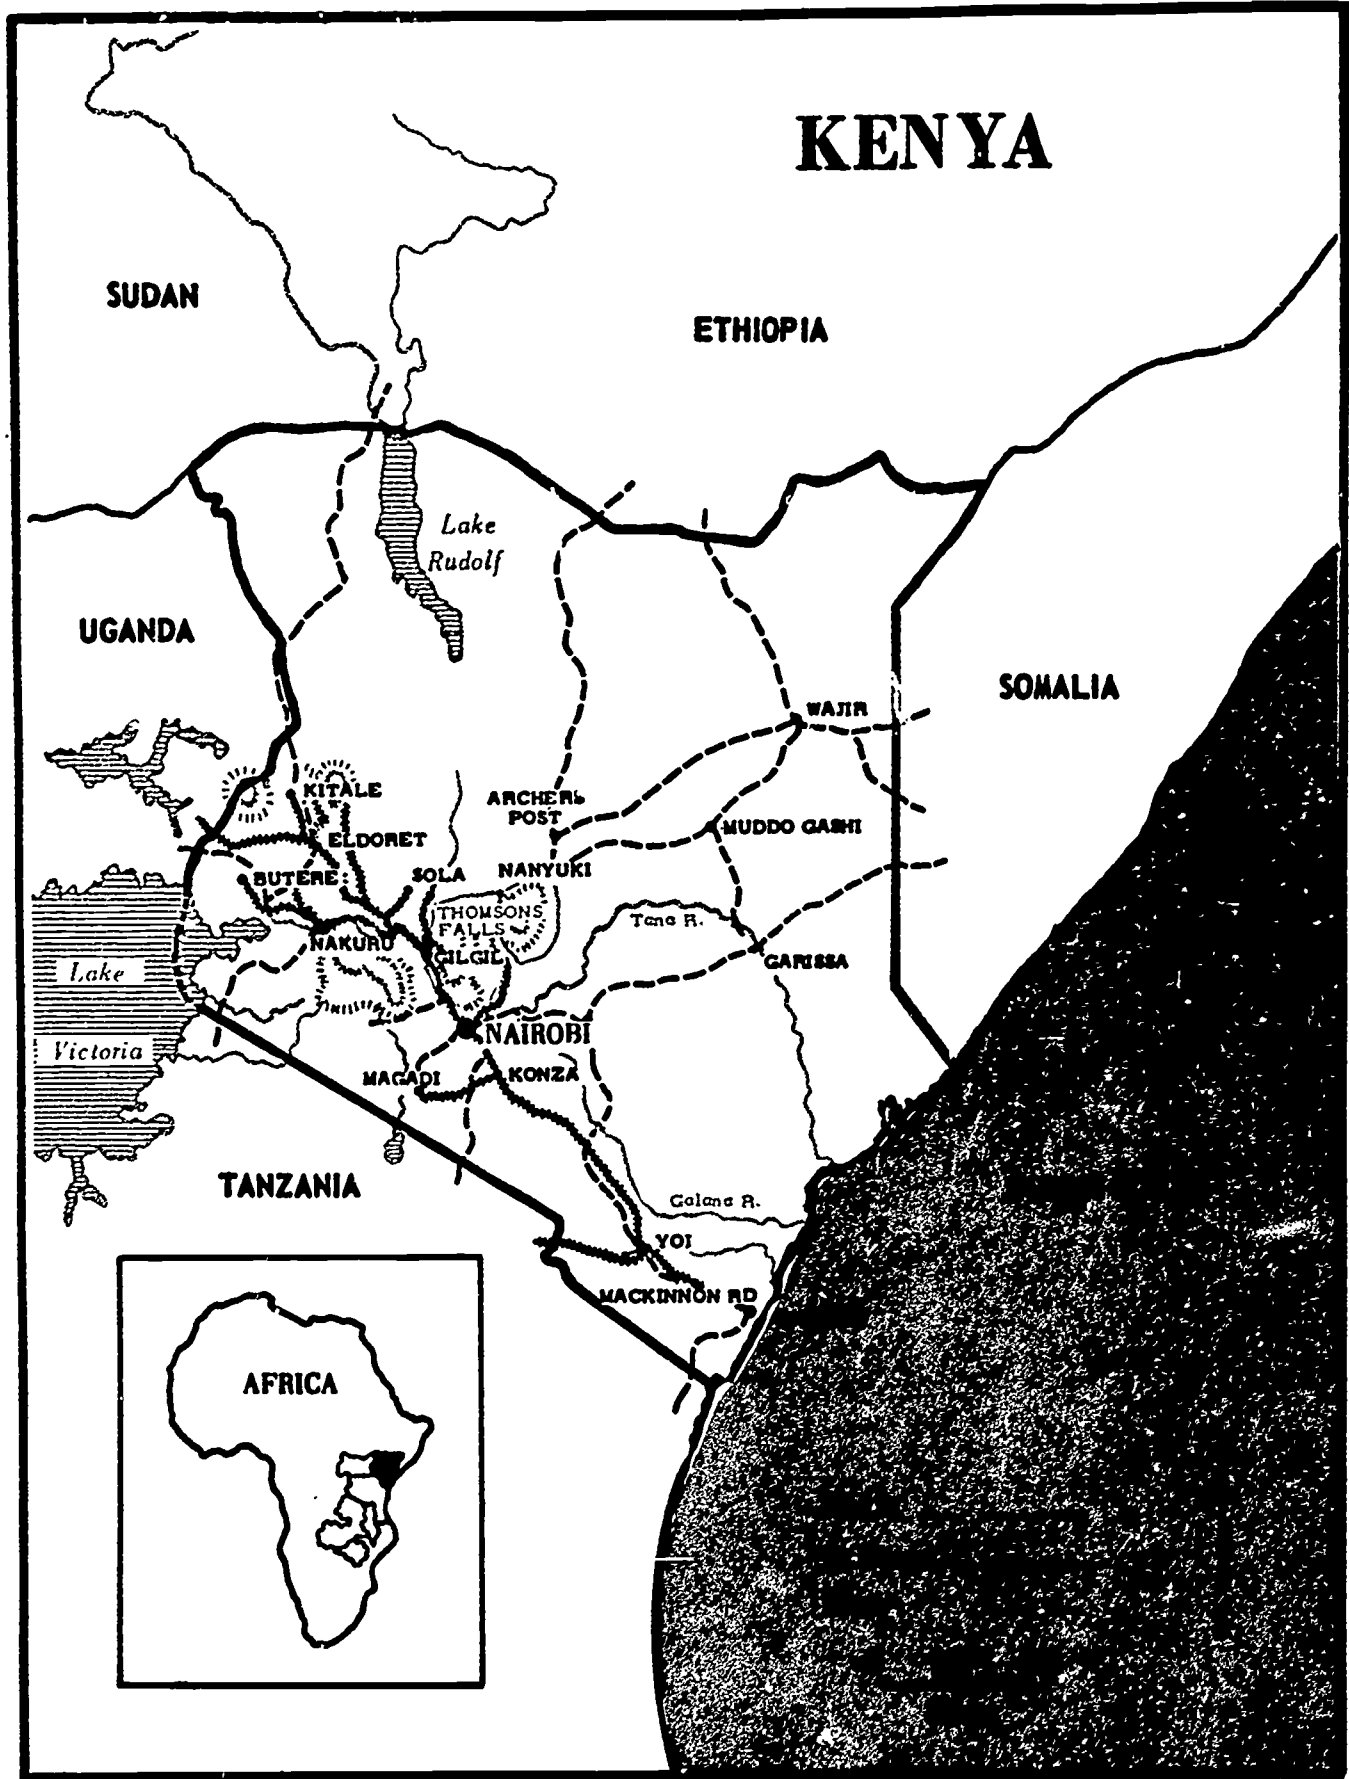 KENYA
SUDAN
ETHIOPIA
Lake
Rudolf
UGANDA
SOMALIA
WAJIR
KITALE
ARCHERS
POST
MUDDO GASHI
ELDORET
BUTERE
SOLA
NANYUKI
THOMSONS
FALLS
Tana R.
NAKURU
GILGIL
GARISSA
Lake
Victoria
NAIROBI
MAGADI
KONZA
TANZANIA
Galana R.
YOI
MACKINNON RD
AFRICA